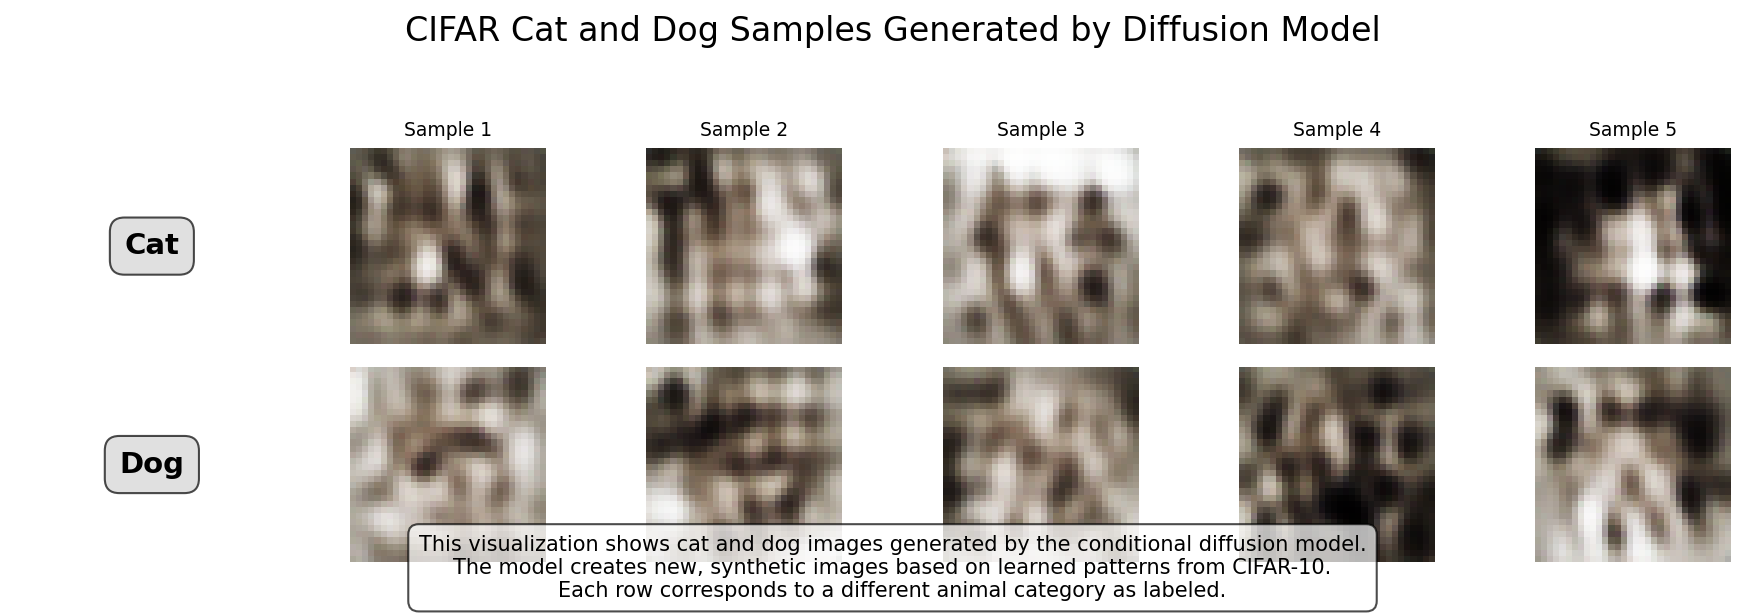 CIFAR Cat and Dog Samples Generated by Diffusion Model
Sample 1
Sample 2
Sample 3
Sample 4
Sample 5
Cat
Dog
This visualization shows cat and dog images generated by the conditional diffusion model.
The model creates new, synthetic images based on learned patterns from CIFAR-10.
Each row corresponds to a different animal category as labeled.